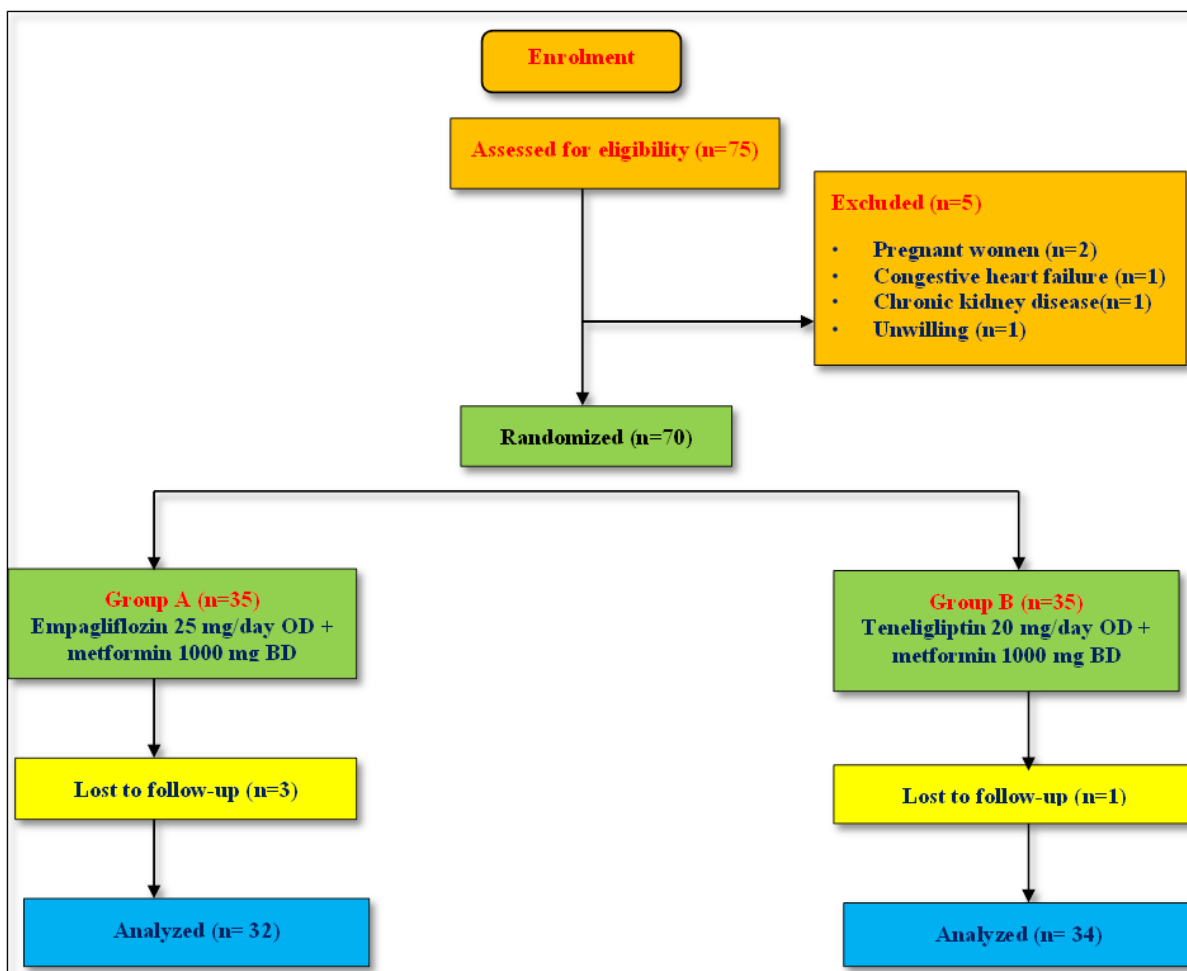 Enrolment
Assessed for eligibility (n=75)
Excluded (n=5)
• Pregnant women (n=2)
• Congestive heart failure (n=1)
• Chronic kidney disease(n=1)
• Unwilling (n=1)
Randomized (n=70)
Group A (n=35)
Empagliflozin 25 mg/day OD +
metformin 1000 mg BD
Group B (n=35)
Teneligliptin 20 mg/day OD +
metformin 1000 mg BD
Lost to follow-up (n=3)
Lost to follow-up (n=1)
Analyzed (n= 32)
Analyzed (n= 34)